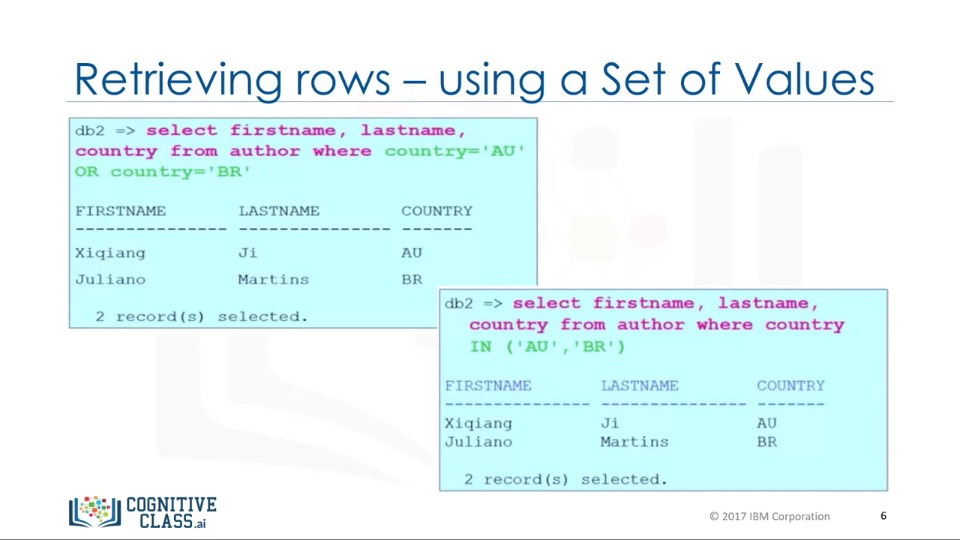 Retrieving rows – using a Set of Values
db2 => select firstname, lastname,
country from author where country='AU'
OR country='BR'
FIRSTNAME LASTNAME COUNTRY
--------------- --------------- -------
Xiqiang Ji AU
Juliano Martins BR
2 record(s) selected.
db2 => select firstname, lastname,
country from author where country
IN ('AU','BR')
FIRSTNAME LASTNAME COUNTRY
--------------- --------------- -------
Xiqiang Ji AU
Juliano Martins BR
2 record(s) selected.
COGNITIVE
CLASS.ai
© 2017 IBM Corporation 6